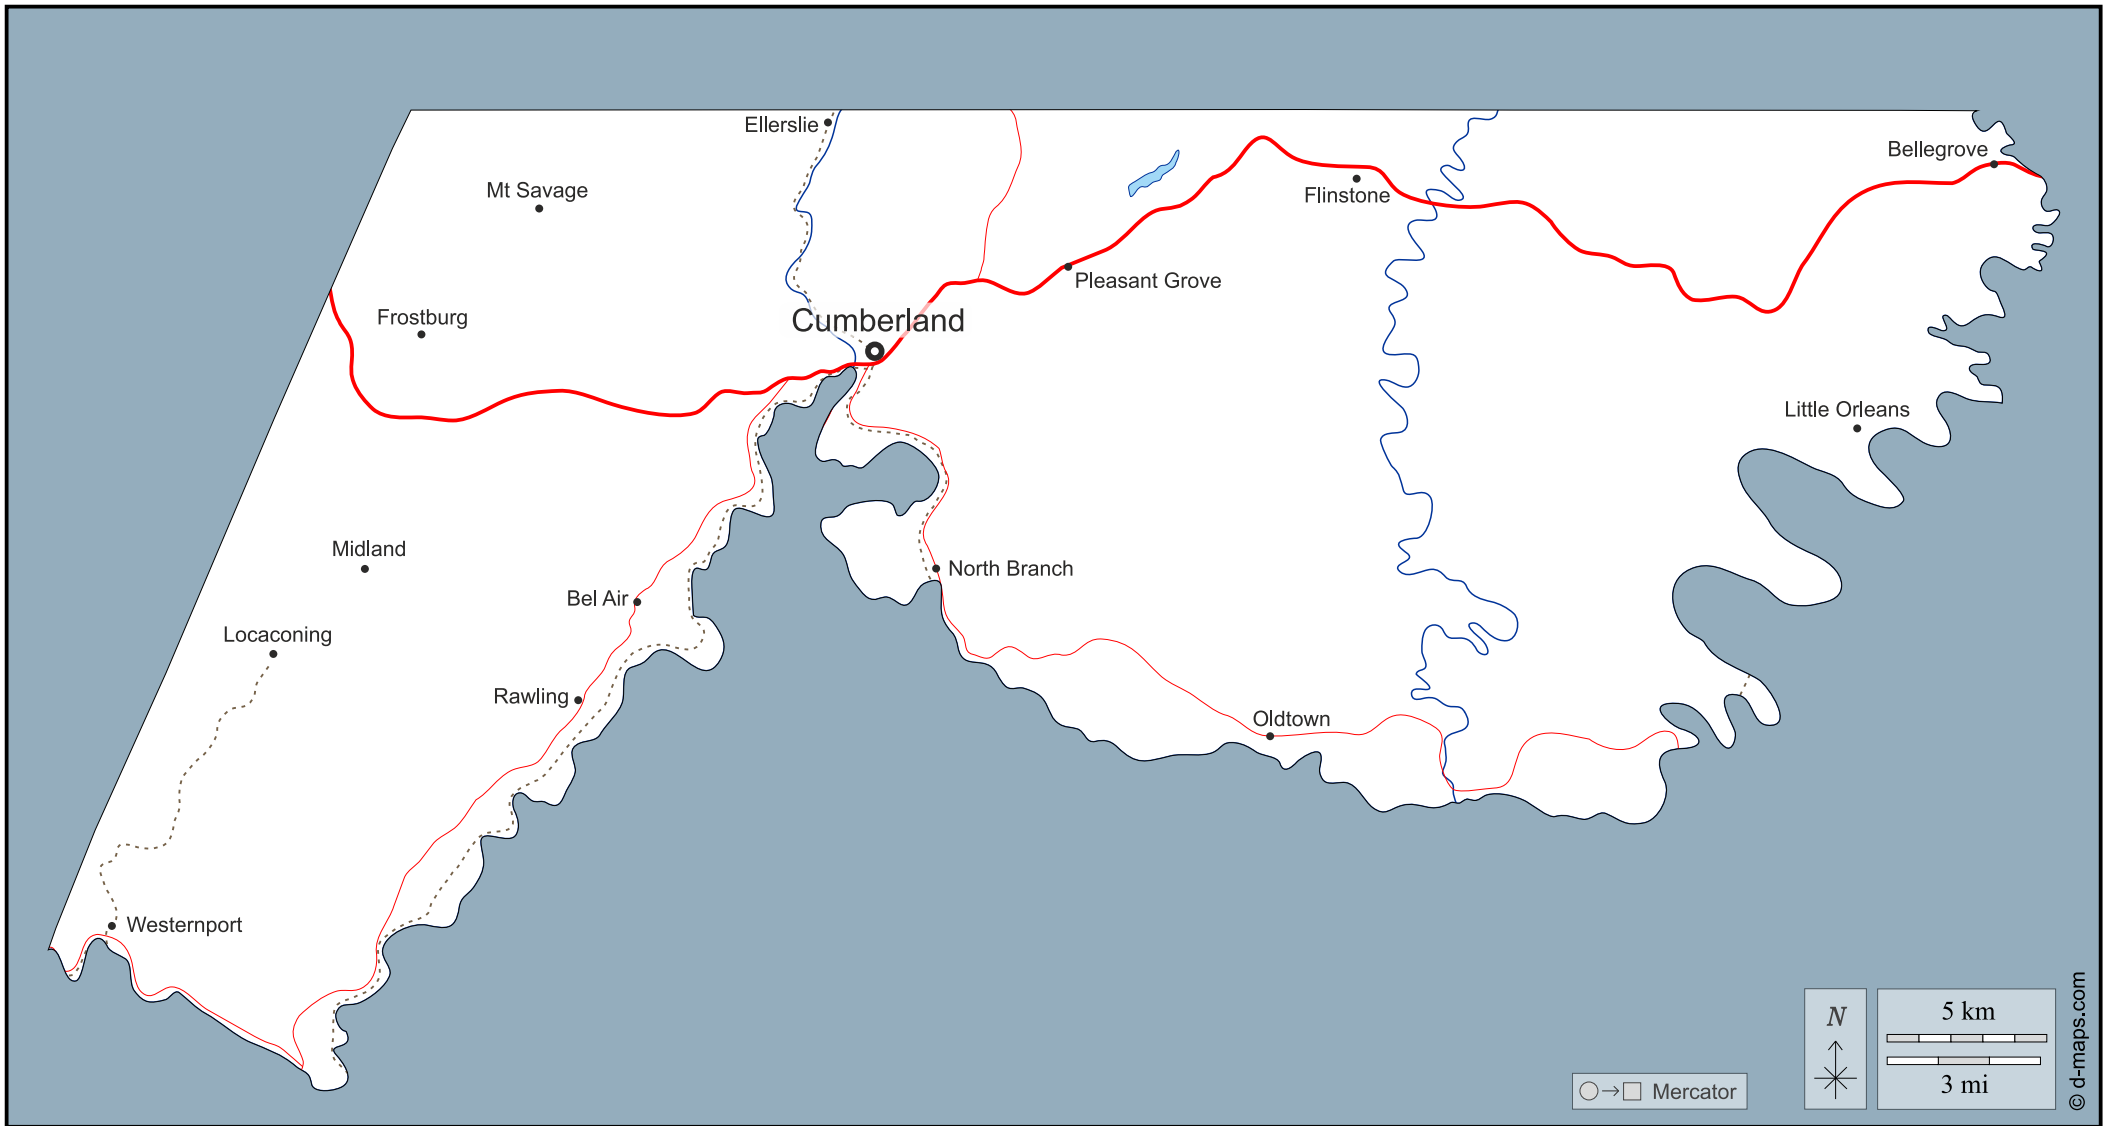 Ellerslie
Bellegrove
Mt Savage
Flinstone
Pleasant Grove
Frostburg
Cumberland
Little Orleans
Midland
North Branch
Bel Air
Locaconing
Rawling
Oldtown
Westernport
N
5 km
3 mi
Mercator
© d-maps.com